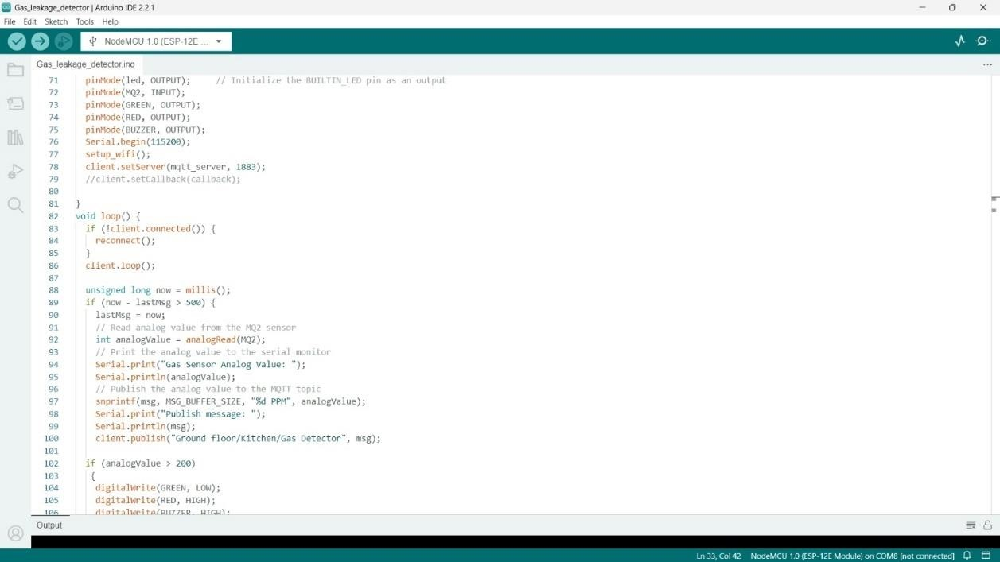 Gas_leakage_detector | Arduino IDE 2.2.1
File Edit Sketch Tools Help
NodeMCU 1.0 (ESP-12E ...
Gas_leakage_detector.ino
71 pinMode(led, OUTPUT); // Initialize the BUILTIN_LED pin as an output
72 pinMode(MQ2, INPUT);
73 pinMode(GREEN, OUTPUT);
74 pinMode(RED, OUTPUT);
75 pinMode(BUZZER, OUTPUT);
76 Serial.begin(115200);
77 setup_wifi();
78 client.setServer(mqtt_server, 1883);
79 //client.setCallback(callback);
80
81 }
82 void loop() {
83 if (!client.connected()) {
84 reconnect();
85 }
86 client.loop();
87
88 unsigned long now = millis();
89 if (now - lastMsg > 500) {
90 lastMsg = now;
91 // Read analog value from the MQ2 sensor
92 int analogValue = analogRead(MQ2);
93 // Print the analog value to the serial monitor
94 Serial.print("Gas Sensor Analog Value: ");
95 Serial.println(analogValue);
96 // Publish the analog value to the MQTT topic
97 snprintf(msg, MSG_BUFFER_SIZE, "%d PPM", analogValue);
98 Serial.print("Publish message: ");
99 Serial.println(msg);
100 client.publish("Ground floor/Kitchen/Gas Detector", msg);
101
102 if (analogValue > 200)
103 {
104 digitalWrite(GREEN, LOW);
105 digitalWrite(RED, HIGH);
106 digitalWrite(BUZZER, HIGH);
Output
Ln 33, Col 42 NodeMCU 1.0 (ESP-12E Module) on COM8 [not connected]